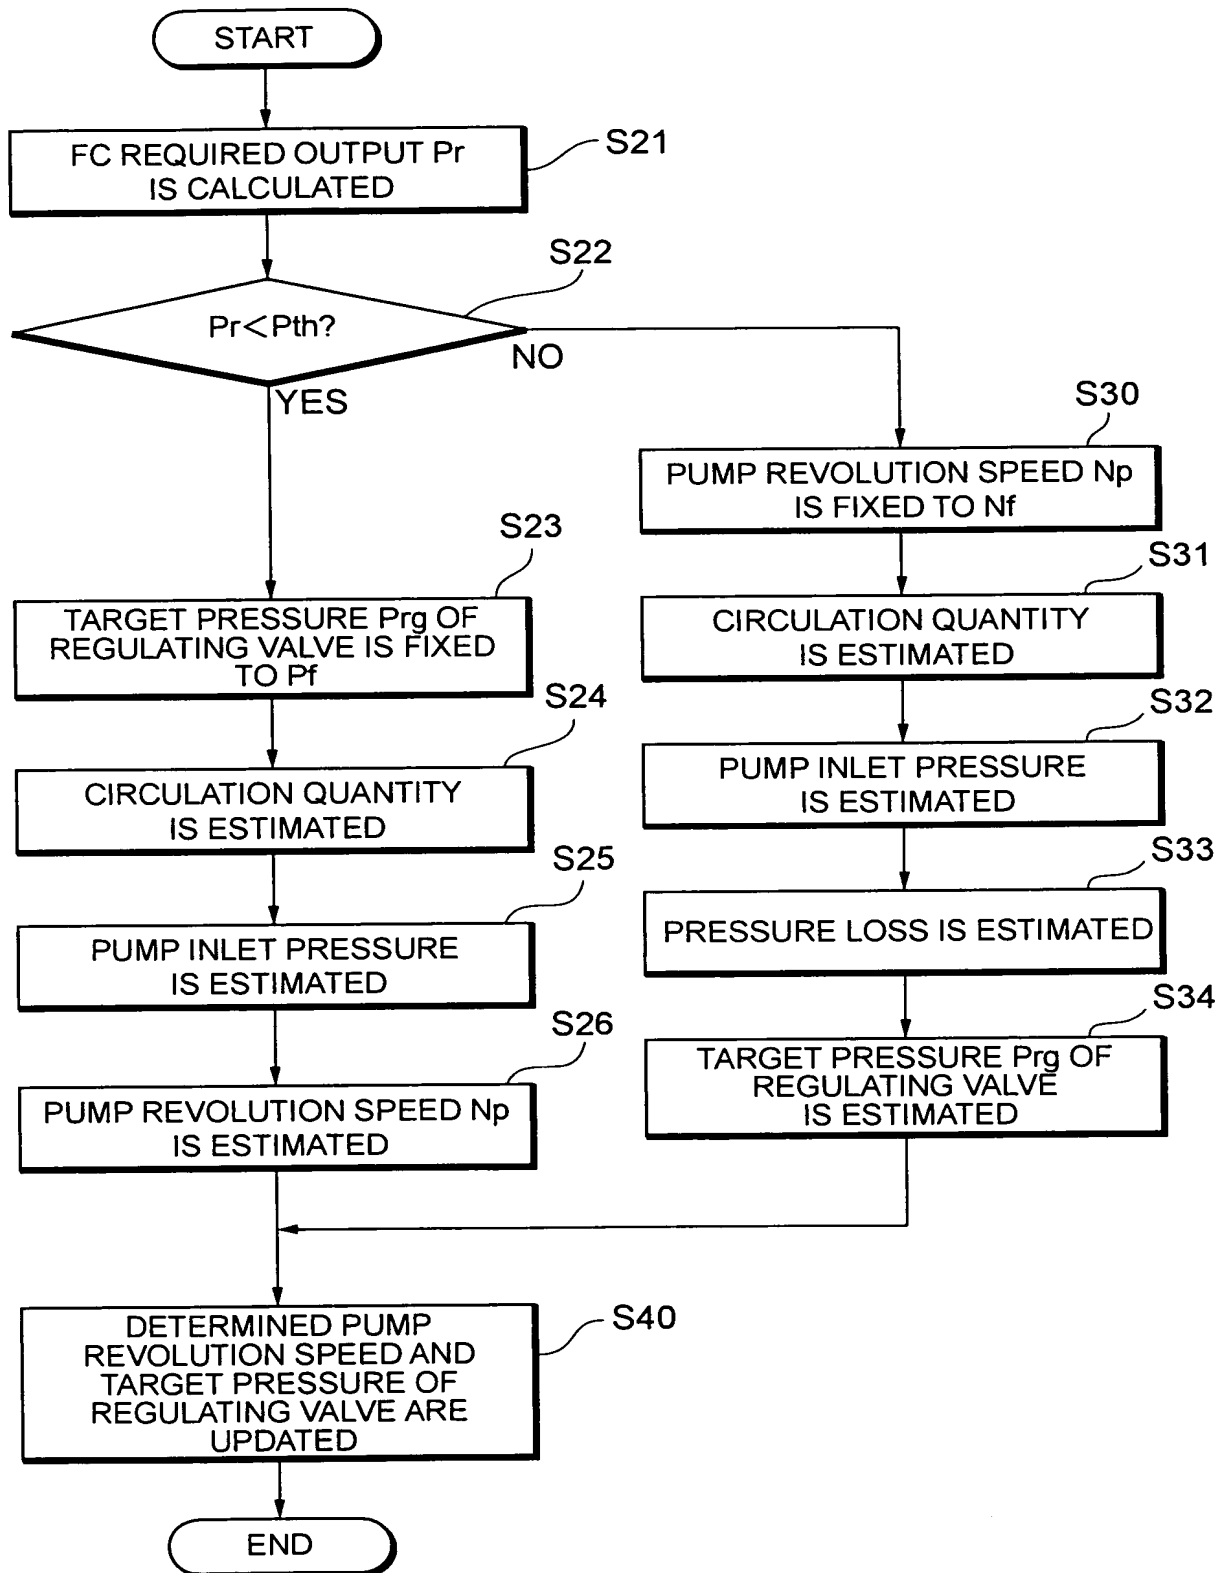 START
FC REQUIRED OUTPUT Pr
IS CALCULATED
S21
Pr<Pth?
S22
NO
YES
TARGET PRESSURE Prg OF
REGULATING VALVE IS FIXED
TO Pf
S23
CIRCULATION QUANTITY
IS ESTIMATED
S24
PUMP INLET PRESSURE
IS ESTIMATED
S25
PUMP REVOLUTION SPEED Np
IS ESTIMATED
S26
PUMP REVOLUTION SPEED Np
IS FIXED TO Nf
S30
CIRCULATION QUANTITY
IS ESTIMATED
S31
PUMP INLET PRESSURE
IS ESTIMATED
S32
PRESSURE LOSS IS ESTIMATED
S33
TARGET PRESSURE Prg OF
REGULATING VALVE
IS ESTIMATED
S34
DETERMINED PUMP
REVOLUTION SPEED AND
TARGET PRESSURE OF
REGULATING VALVE ARE
UPDATED
S40
END